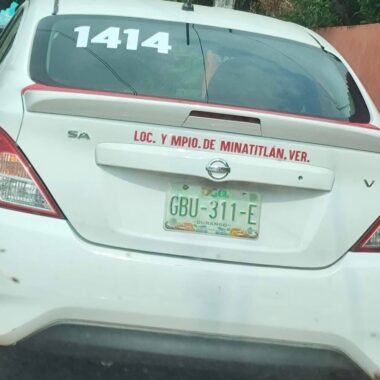 1414
LOC. Y MPIO. DE MINATITLÁN, VER.
SA
V
GBU-311-E
DURANGO